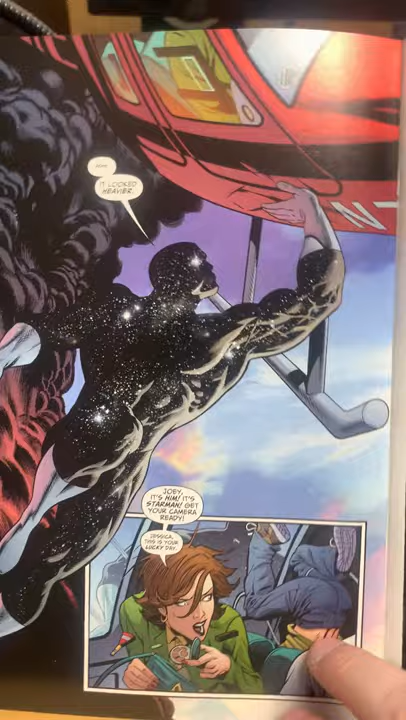 HMM.
IT LOOKED
HEAVIER.
N
JOEY,
IT'S HIM! IT'S
STARMAN! GET
YOUR CAMERA
READY!
JESSICA,
THIS IS YOUR
LUCKY DAY.